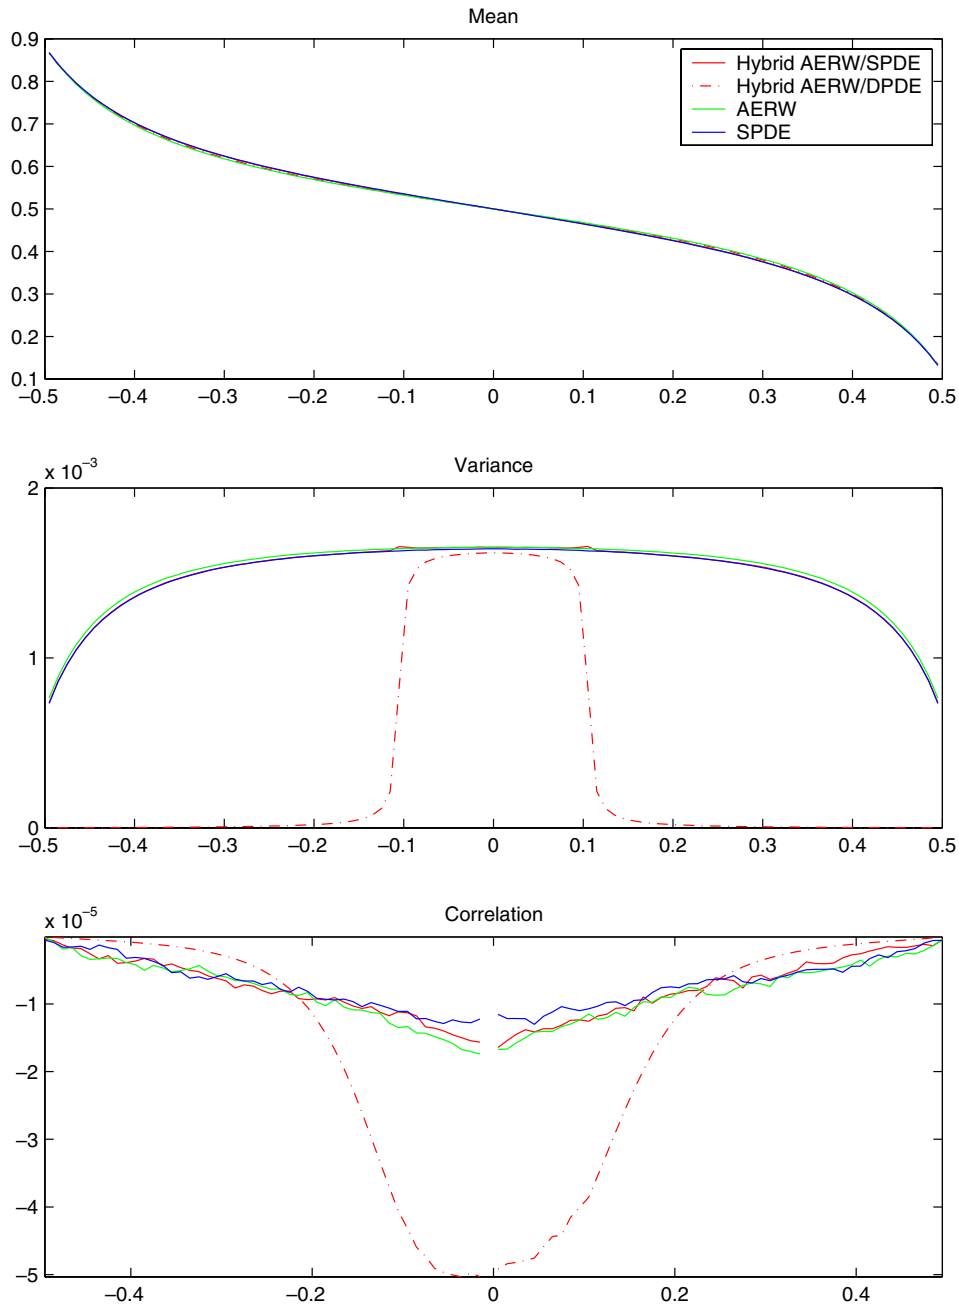 Mean
0.9
0.8
0.7
0.6
0.5
0.4
0.3
0.2
0.1
Hybrid AERW/SPDE
Hybrid AERW/DPDE
AERW
SPDE
−0.5 −0.4 −0.3 −0.2 −0.1 0 0.1 0.2 0.3 0.4 0.5
x 10⁻³
Variance
2
1
0
−0.5 −0.4 −0.3 −0.2 −0.1 0 0.1 0.2 0.3 0.4 0.5
x 10⁻⁵
Correlation
−1
−2
−3
−4
−5
−0.4 −0.2 0 0.2 0.4